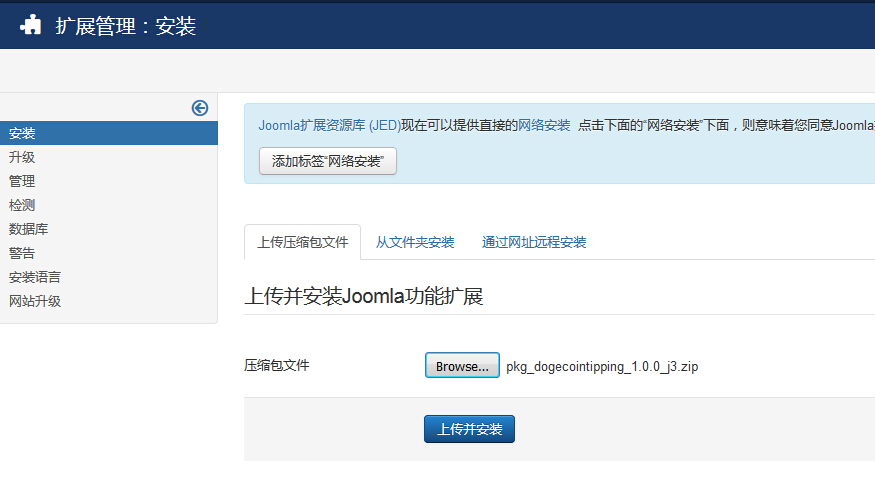 扩展管理：安装
安装
升级
管理
检测
数据库
警告
安装语言
网站升级
Joomla扩展资源库 (JED)现在可以提供直接的网络安装 点击下面的“网络安装”下面，则意味着您同意Joomla
添加标签“网络安装”
上传压缩包文件 从文件夹安装 通过网址远程安装
上传并安装Joomla功能扩展
压缩包文件 Browse... pkg_dogecointipping_1.0.0_j3.zip
上传并安装